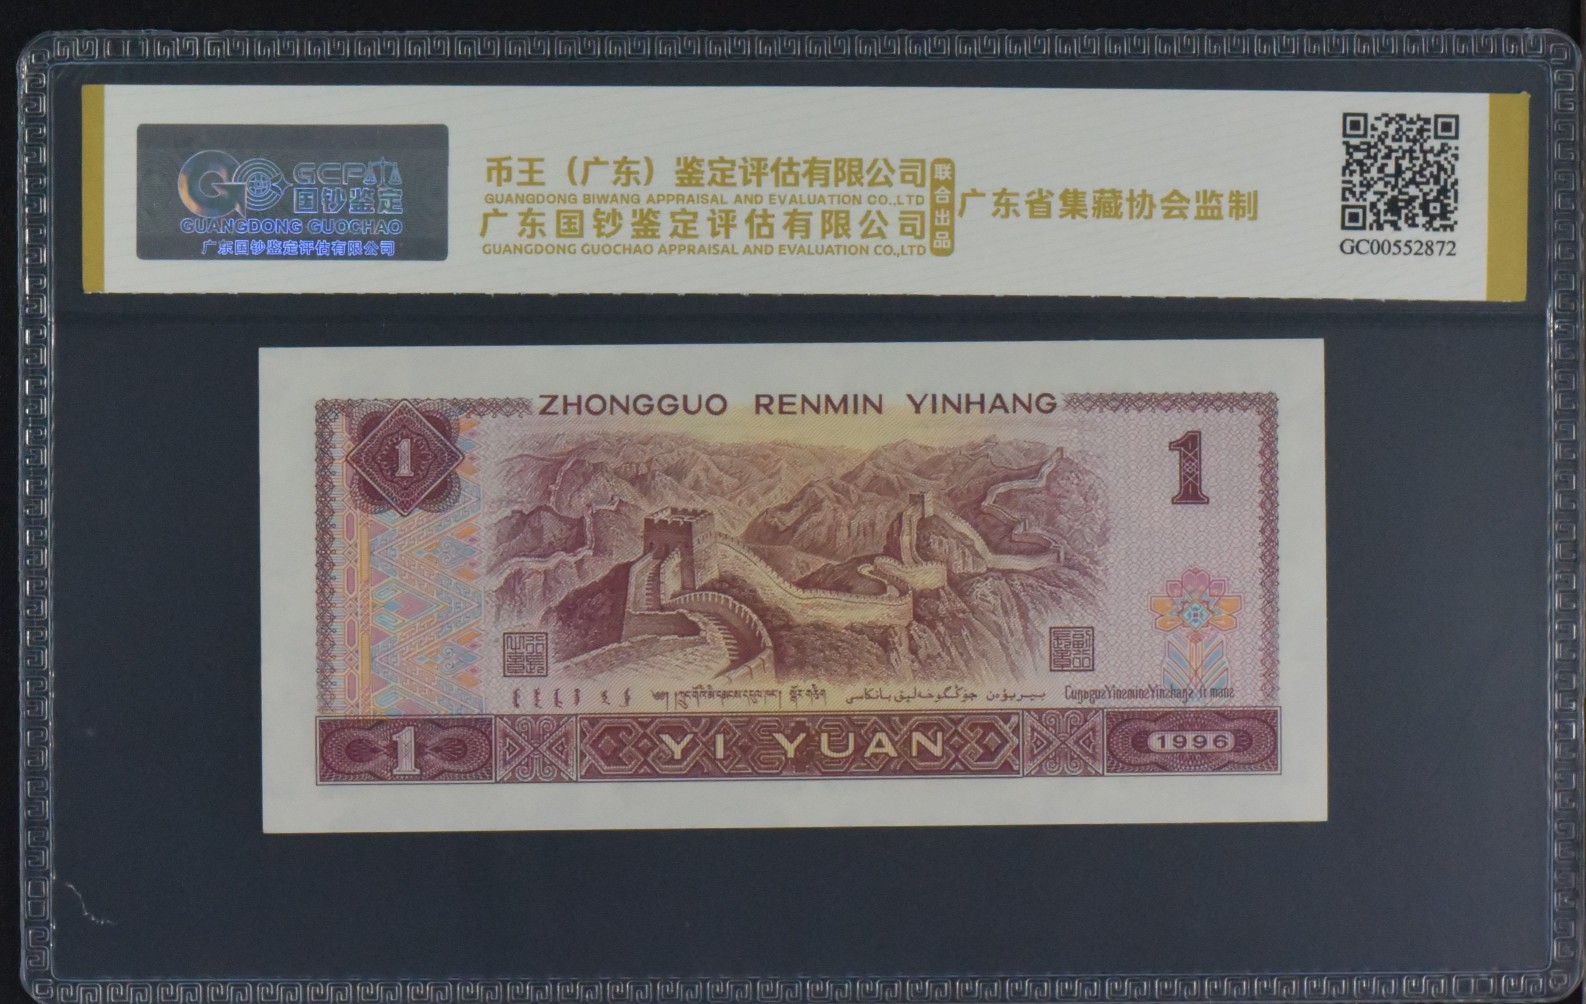 GCP
国钞鉴定
GUANGDONG GUOCHAO
广东国钞鉴定评估有限公司
币王（广东）鉴定评估有限公司
GUANGDONG BIWANG APPRAISAL AND EVALUATION CO.,LTD
广东国钞鉴定评估有限公司
GUANGDONG GUOCHAO APPRAISAL AND EVALUATION CO.,LTD
联合出品
广东省集藏协会监制
GC00552872
ZHONGGUO RENMIN YINHANG
1
1
1
YI YUAN
1996